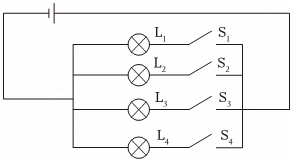 L₁ S₁
L₂ S₂
L₃ S₃
L₄ S₄